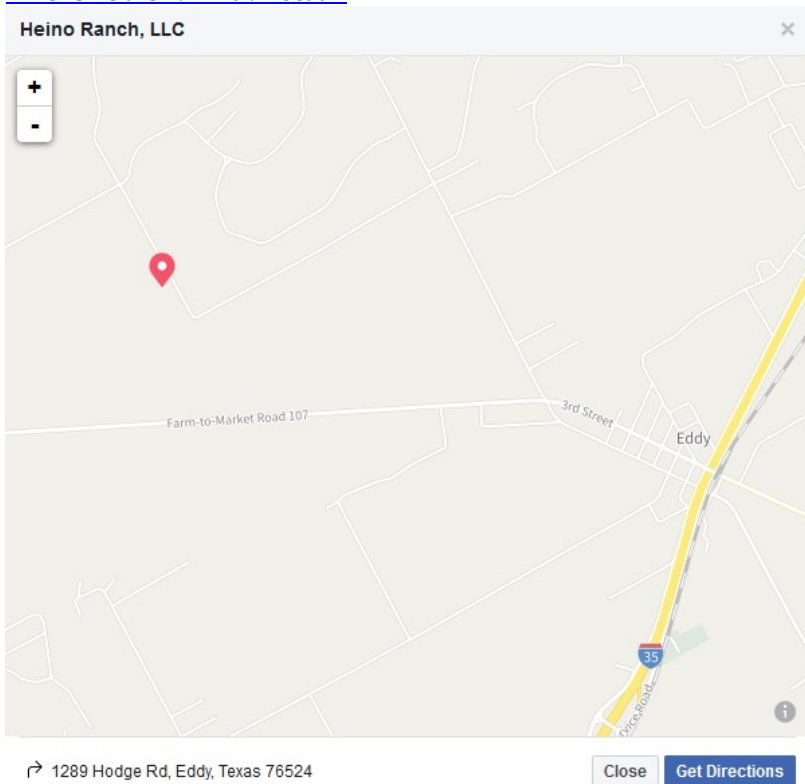 Heino Ranch, LLC
×
+
-
Farm-to-Market Road 107
3rd Street
Eddy
35
Road
i
1289 Hodge Rd, Eddy, Texas 76524
Close
Get Directions